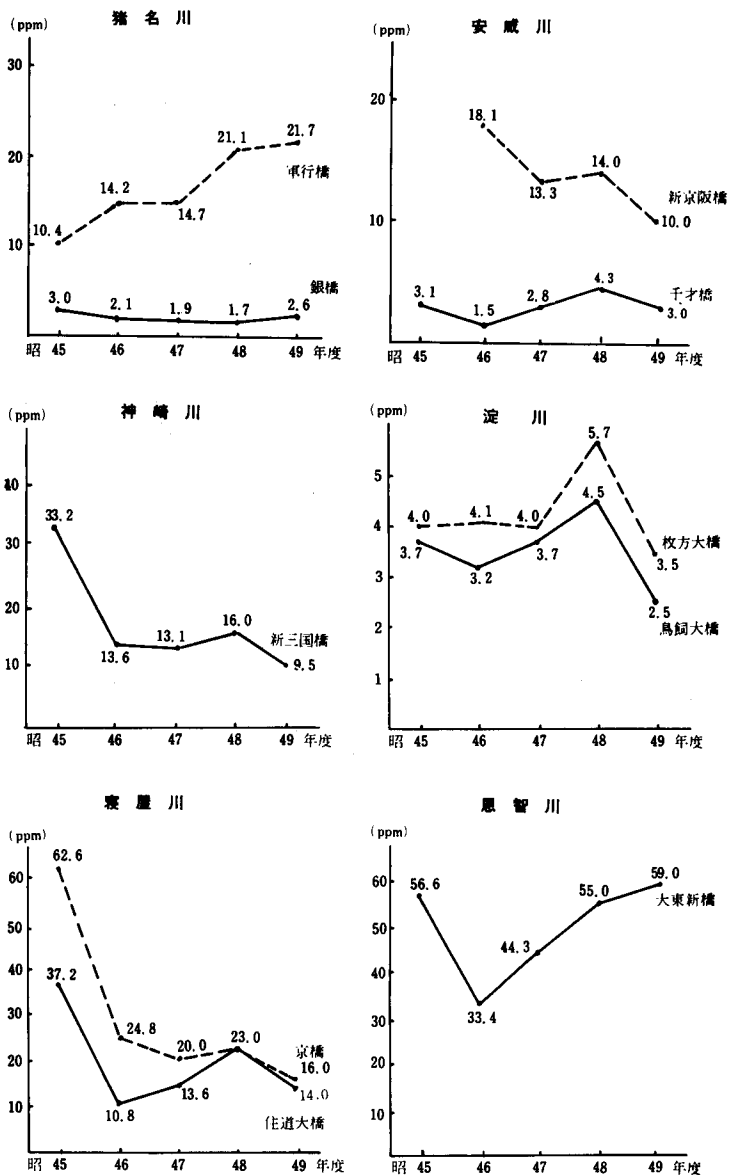 猪名川
(ppm)
30
20
10
10.4
14.2
14.7
21.1
21.7
軍行橋
3.0
2.1
1.9
1.7
2.6
銀橋
昭 45 46 47 48 49 年度
安威川
(ppm)
20
10
18.1
13.3
14.0
10.0
新京阪橋
3.1
1.5
2.8
4.3
3.0
千才橋
昭 45 46 47 48 49 年度
神崎川
(ppm)
40
30
20
10
33.2
13.6
13.1
16.0
9.5
新三国橋
昭 45 46 47 48 49 年度
淀川
(ppm)
5
4
3
2
1
4.0
4.1
4.0
5.7
3.5
枚方大橋
3.7
3.2
3.7
4.5
2.5
鳥飼大橋
昭 45 46 47 48 49 年度
寝屋川
(ppm)
60
50
40
30
20
10
62.6
24.8
20.0
23.0
16.0
京橋
37.2
10.8
13.6
14.0
住道大橋
昭 45 46 47 48 49 年度
恩智川
(ppm)
60
50
40
30
20
10
56.6
33.4
44.3
55.0
59.0
大東新橋
昭 45 46 47 48 49 年度